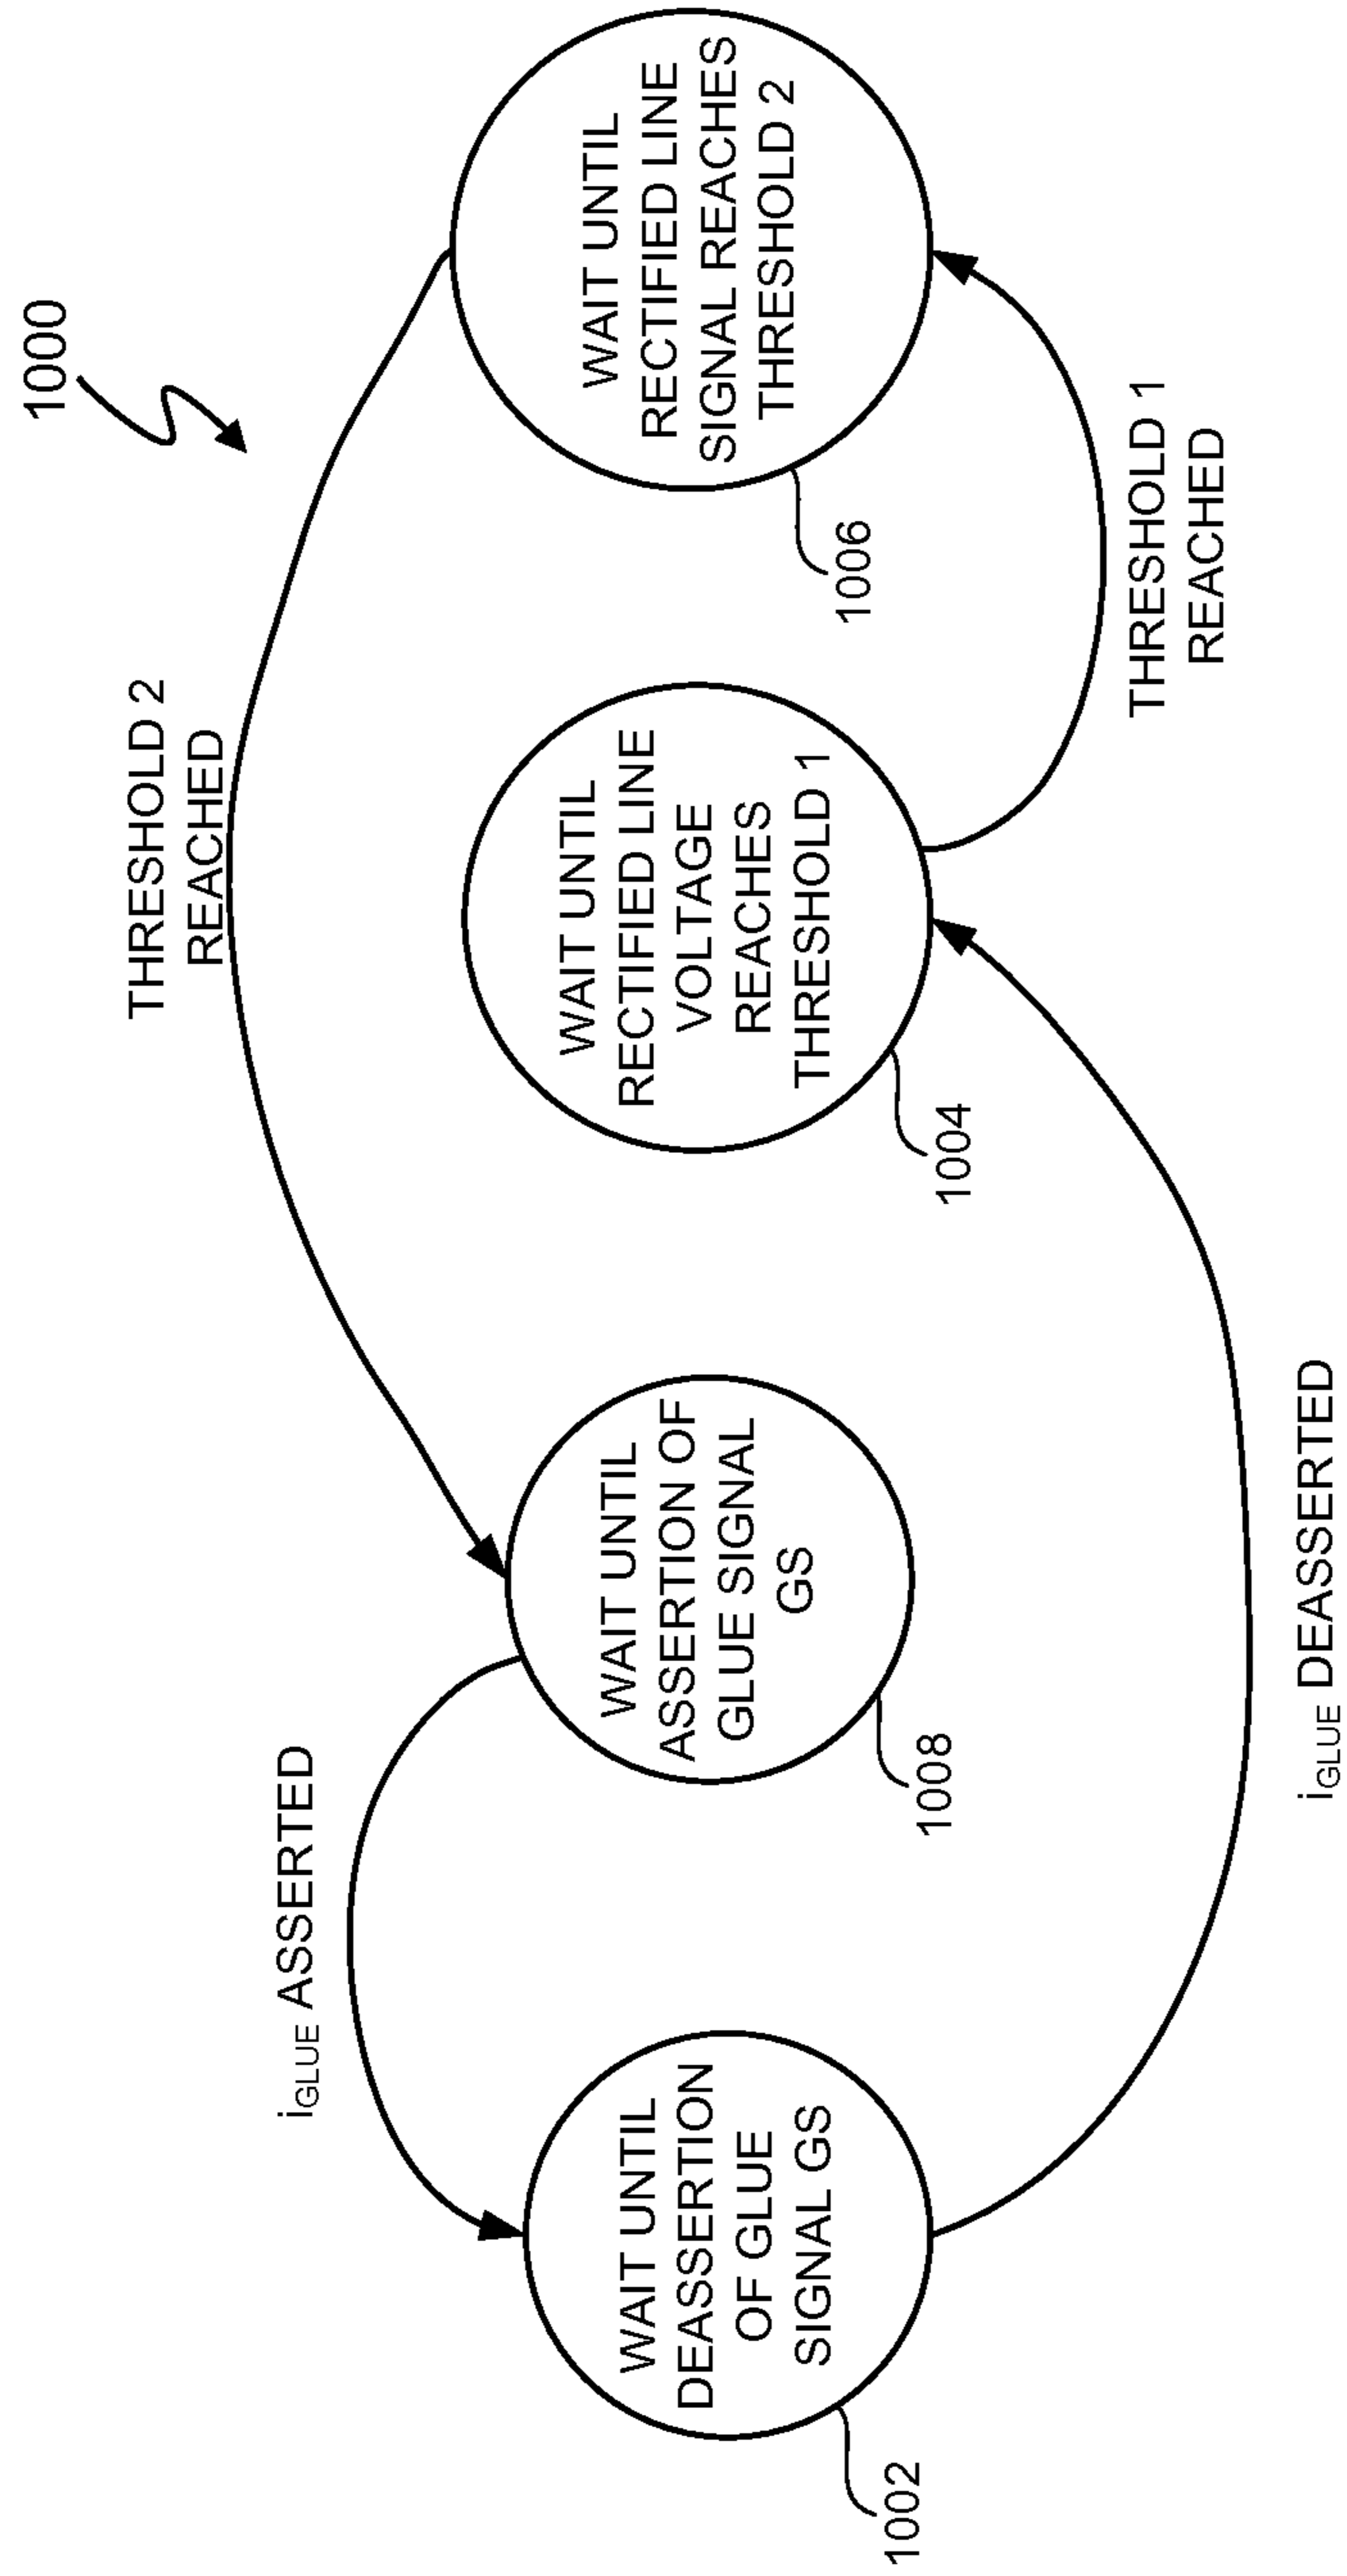 1000
THRESHOLD 2
REACHED
i GLUE ASSERTED
WAIT UNTIL
DEASSERTION
OF GLUE
SIGNAL GS
1002
WAIT UNTIL
ASSERTION OF
GLUE SIGNAL
GS
1008
WAIT UNTIL
RECTIFIED LINE
VOLTAGE
REACHES
THRESHOLD 1
1004
WAIT UNTIL
RECTIFIED LINE
SIGNAL REACHES
THRESHOLD 2
1006
THRESHOLD 1
REACHED
i GLUE DEASSERTED